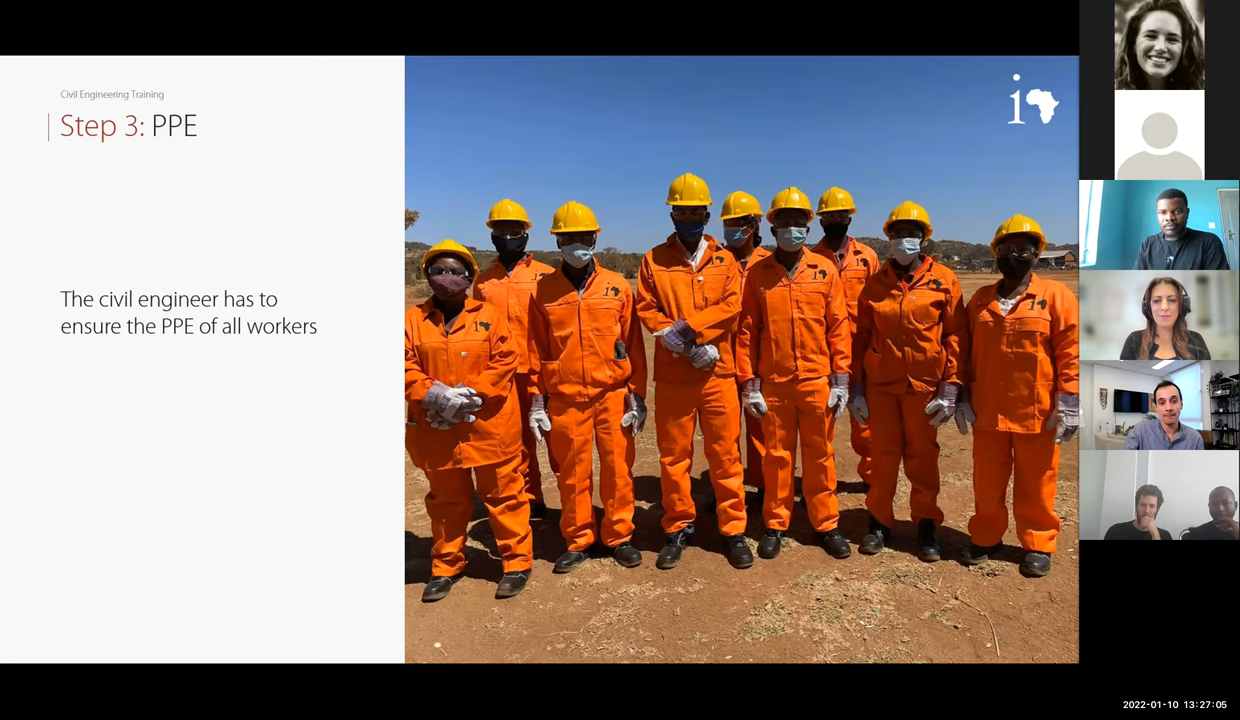 Civil Engineering Training
Step 3: PPE
The civil engineer has to
ensure the PPE of all workers
i
2022-01-10 13:27:05